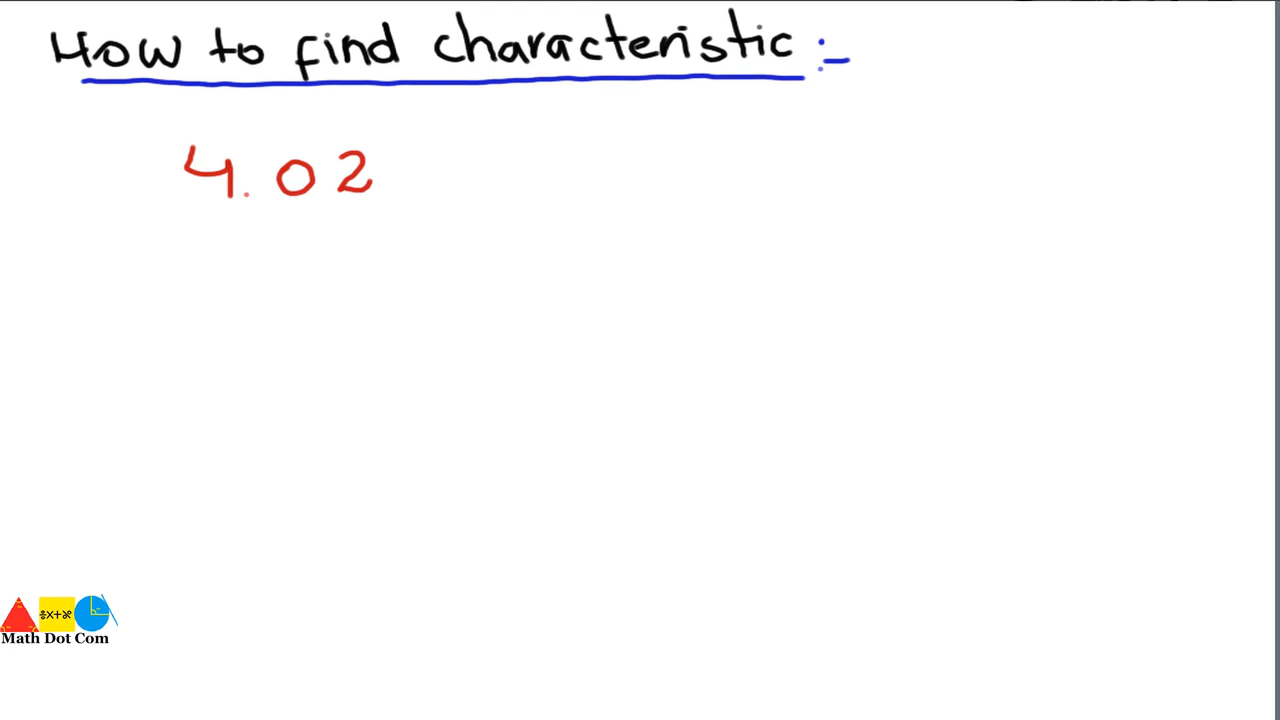 How to find characteristic :-
4.02
÷x+
Math Dot Com